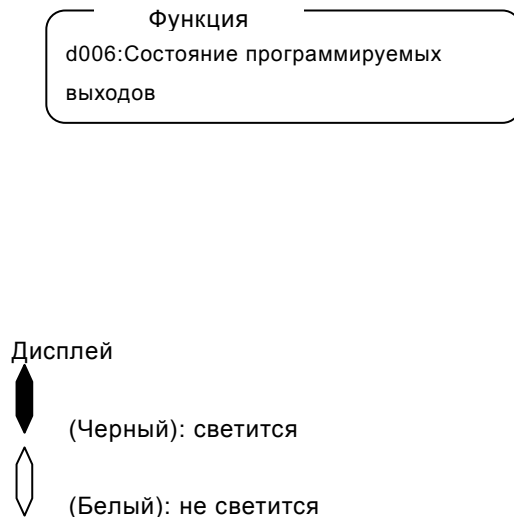 Функция
d006:Состояние программируемых
выходов
Дисплей
(Черный): светится
(Белый): не светится